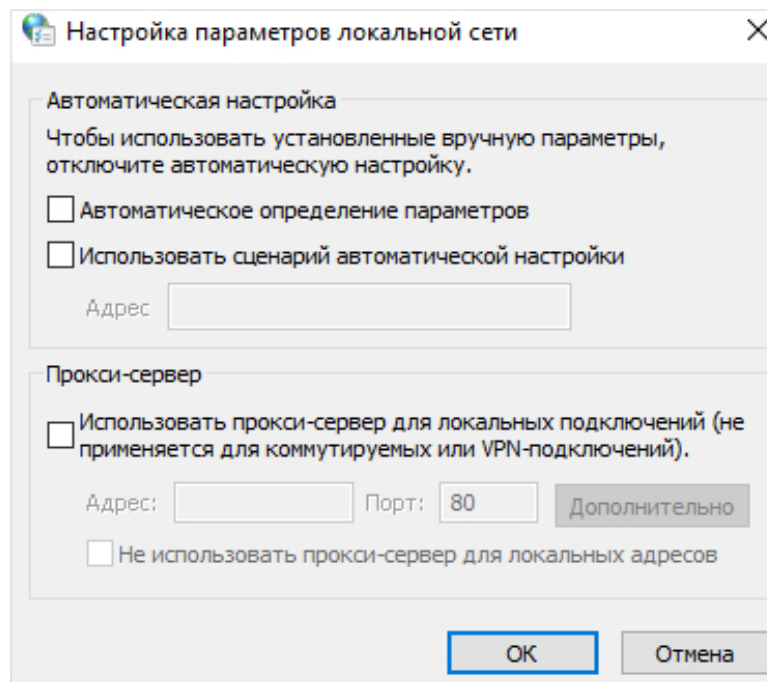 Настройка параметров локальной сети
Автоматическая настройка
Чтобы использовать установленные вручную параметры,
отключите автоматическую настройку.
Автоматическое определение параметров
Использовать сценарий автоматической настройки
Адрес
Прокси-сервер
Использовать прокси-сервер для локальных подключений (не
применяется для коммутируемых или VPN-подключений).
Адрес: Порт: 80 Дополнительно
Не использовать прокси-сервер для локальных адресов
ОК Отмена